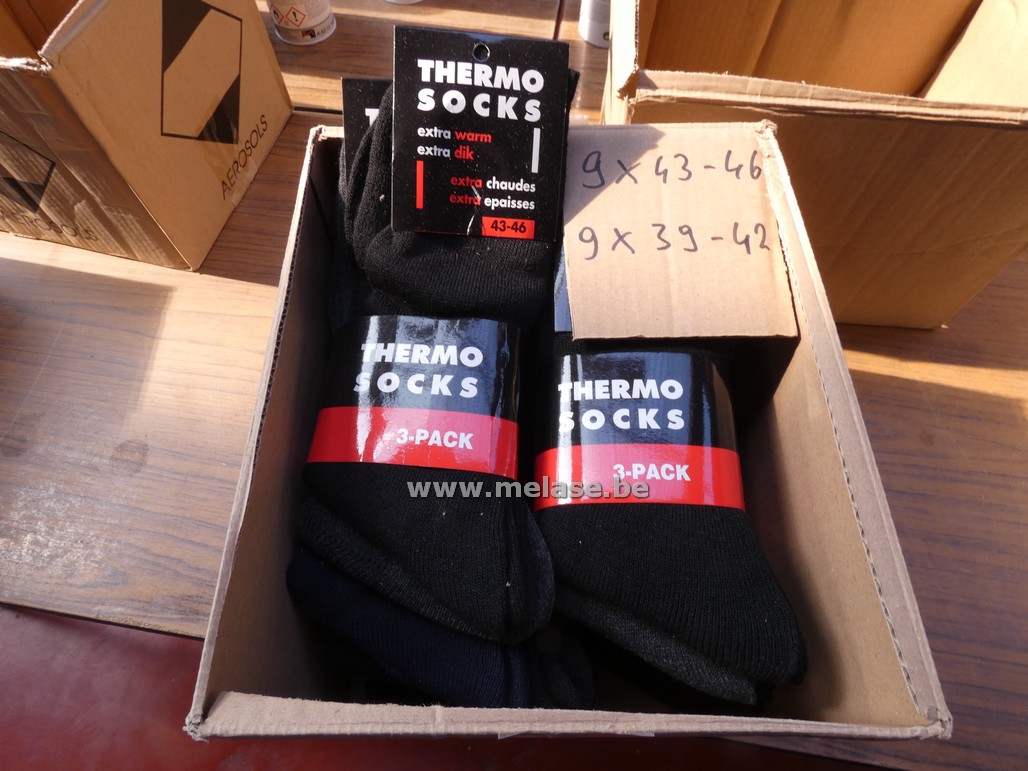 AEROSOLS
AEROSOLS
THERMO
SOCKS
extra warm
extra dik
extra chaudes
extra epaisses
43-46
9 x 43-46
9 x 39-42
THERMO
SOCKS
3-PACK
THERMO
SOCKS
3-PACK
www.melase.be